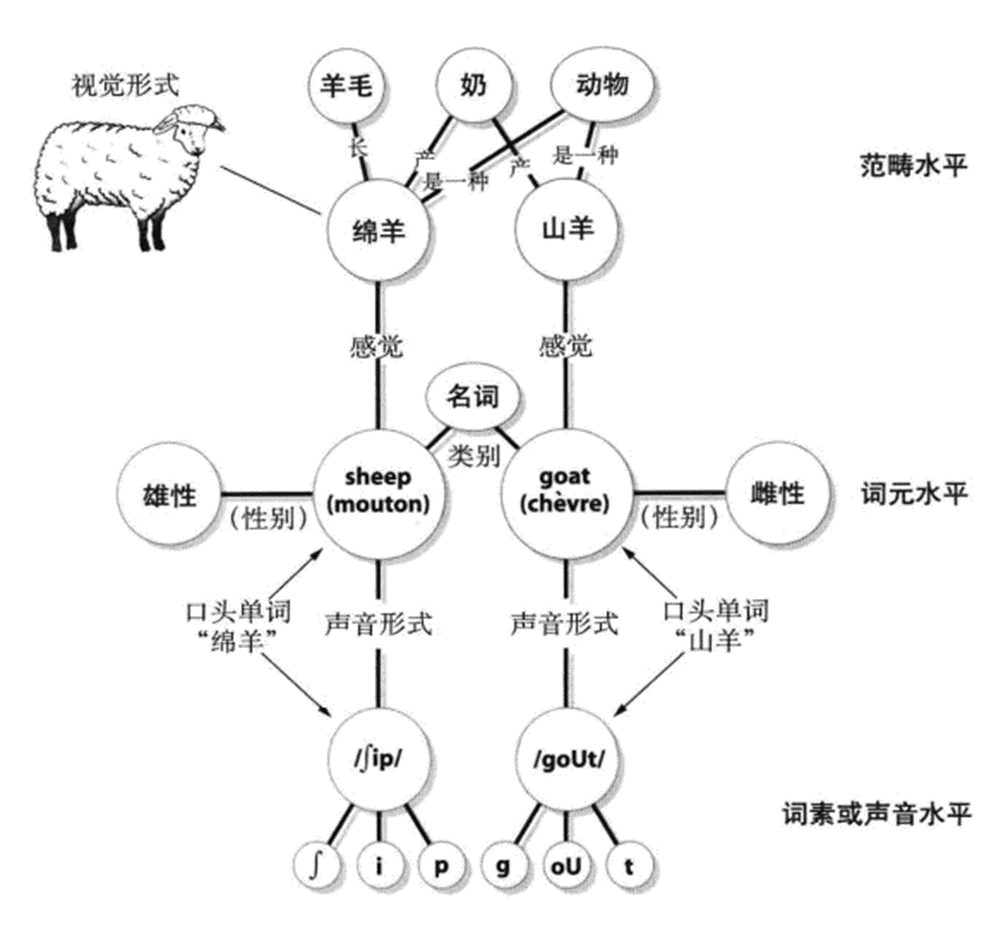 视觉形式
羊毛
奶
动物
长
产
是一种
产
是一种
范畴水平
绵羊
山羊
感觉
感觉
名词
类别
雄性
(性别)
sheep
(mouton)
goat
(chèvre)
(性别)
雌性
词元水平
口头单词
“绵羊”
声音形式
声音形式
口头单词
“山羊”
/ʃip/
/goUt/
词素或声音水平
ʃ
i
p
g
oU
t